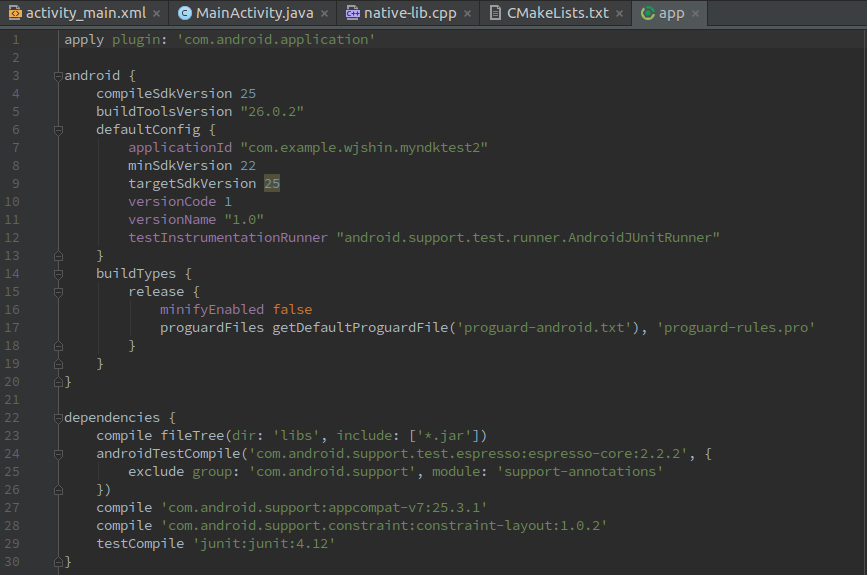 activity_main.xml × MainActivity.java × native-lib.cpp × CMakeLists.txt × app ×
1 apply plugin: 'com.android.application'
2
3 android {
4 compileSdkVersion 25
5 buildToolsVersion "26.0.2"
6 defaultConfig {
7 applicationId "com.example.wjshin.myndktest2"
8 minSdkVersion 22
9 targetSdkVersion 25
10 versionCode 1
11 versionName "1.0"
12 testInstrumentationRunner "android.support.test.runner.AndroidJUnitRunner"
13 }
14 buildTypes {
15 release {
16 minifyEnabled false
17 proguardFiles getDefaultProguardFile('proguard-android.txt'), 'proguard-rules.pro'
18 }
19 }
20 }
21
22 dependencies {
23 compile fileTree(dir: 'libs', include: ['*.jar'])
24 androidTestCompile('com.android.support.test.espresso:espresso-core:2.2.2', {
25 exclude group: 'com.android.support', module: 'support-annotations'
26 })
27 compile 'com.android.support:appcompat-v7:25.3.1'
28 compile 'com.android.support.constraint:constraint-layout:1.0.2'
29 testCompile 'junit:junit:4.12'
30 }